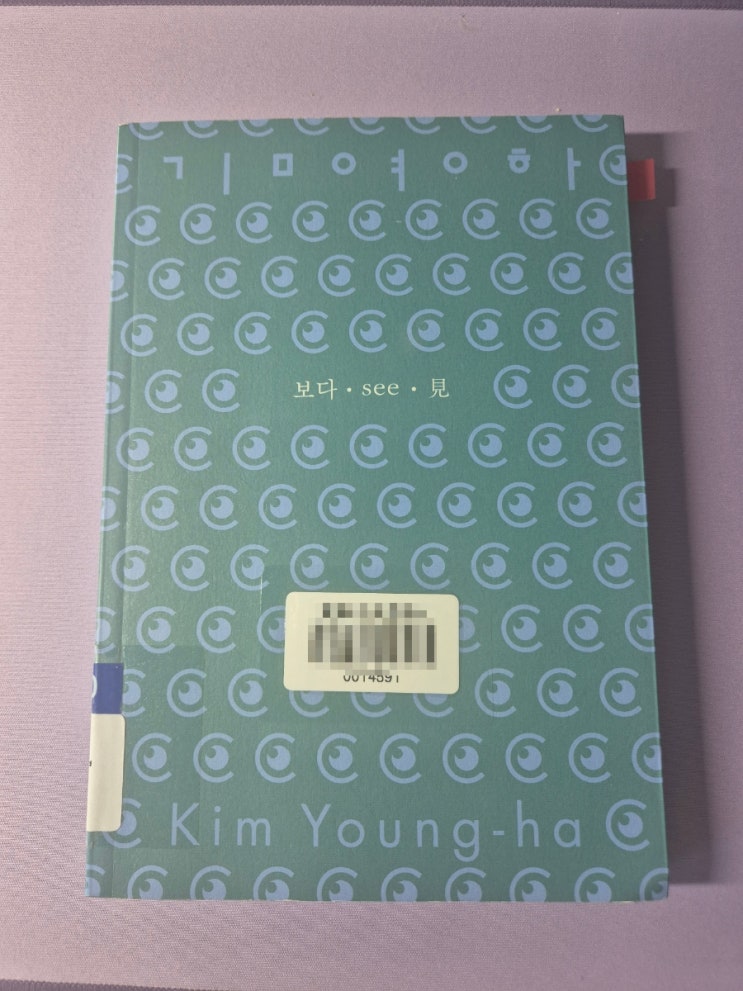 ㄱㅣㅁㅇㅕㅇㅎㅏ
보다 · see · 見
0014591
Kim Young-ha